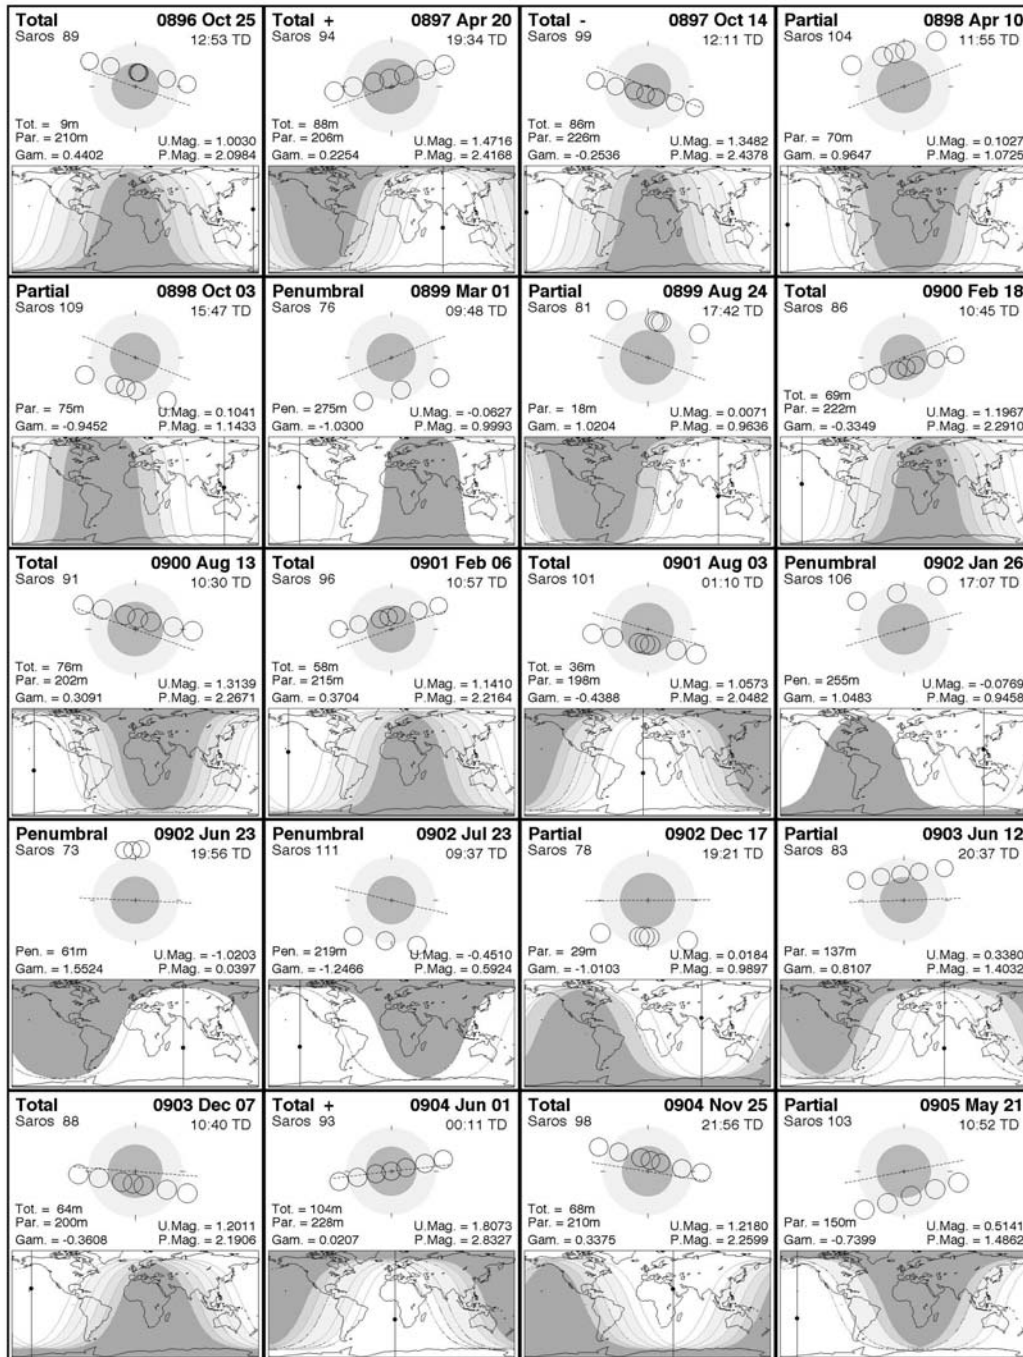 Total 0896 Oct 25
Saros 89 12:53 TD
Tot. = 9m
Par. = 210m U.Mag. = 1.0030
Gam. = 0.4402 P.Mag. = 2.0984
Total + 0897 Apr 20
Saros 94 19:34 TD
Tot. = 88m
Par. = 206m U.Mag. = 1.4716
Gam. = 0.2254 P.Mag. = 2.4168
Total - 0897 Oct 14
Saros 99 12:11 TD
Tot. = 86m
Par. = 226m U.Mag. = 1.3482
Gam. = -0.2536 P.Mag. = 2.4378
Partial 0898 Apr 10
Saros 104 11:55 TD
Par. = 70m U.Mag. = 0.1027
Gam. = 0.9647 P.Mag. = 1.0725
Partial 0898 Oct 03
Saros 109 15:47 TD
Par. = 75m U.Mag. = 0.1041
Gam. = -0.9452 P.Mag. = 1.1433
Penumbral 0899 Mar 01
Saros 76 09:48 TD
Pen. = 275m U.Mag. = -0.0627
Gam. = -1.0300 P.Mag. = 0.9993
Partial 0899 Aug 24
Saros 81 17:42 TD
Par. = 18m U.Mag. = 0.0071
Gam. = 1.0204 P.Mag. = 0.9636
Total 0900 Feb 18
Saros 86 10:45 TD
Tot. = 69m
Par. = 222m U.Mag. = 1.1967
Gam. = -0.3349 P.Mag. = 2.2910
Total 0900 Aug 13
Saros 91 10:30 TD
Tot. = 76m
Par. = 202m U.Mag. = 1.3139
Gam. = 0.3091 P.Mag. = 2.2671
Total 0901 Feb 06
Saros 96 10:57 TD
Tot. = 58m
Par. = 215m U.Mag. = 1.1410
Gam. = 0.3704 P.Mag. = 2.2164
Total 0901 Aug 03
Saros 101 01:10 TD
Tot. = 36m
Par. = 198m U.Mag. = 1.0573
Gam. = -0.4388 P.Mag. = 2.0482
Penumbral 0902 Jan 26
Saros 106 17:07 TD
Pen. = 255m U.Mag. = -0.0769
Gam. = 1.0483 P.Mag. = 0.9458
Penumbral 0902 Jun 23
Saros 73 19:56 TD
Pen. = 61m U.Mag. = -1.0203
Gam. = 1.5524 P.Mag. = 0.0397
Penumbral 0902 Jul 23
Saros 111 09:37 TD
Pen. = 219m U.Mag. = -0.4510
Gam. = -1.2466 P.Mag. = 0.5924
Partial 0902 Dec 17
Saros 78 19:21 TD
Par. = 29m U.Mag. = 0.0184
Gam. = -1.0103 P.Mag. = 0.9897
Partial 0903 Jun 12
Saros 83 20:37 TD
Par. = 137m U.Mag. = 0.3380
Gam. = 0.8107 P.Mag. = 1.4032
Total 0903 Dec 07
Saros 88 10:40 TD
Tot. = 64m
Par. = 200m U.Mag. = 1.2011
Gam. = -0.3608 P.Mag. = 2.1906
Total + 0904 Jun 01
Saros 93 00:11 TD
Tot. = 104m
Par. = 228m U.Mag. = 1.8073
Gam. = 0.0207 P.Mag. = 2.8327
Total 0904 Nov 25
Saros 98 21:56 TD
Tot. = 68m
Par. = 210m U.Mag. = 1.2180
Gam. = 0.3375 P.Mag. = 2.2599
Partial 0905 May 21
Saros 103 10:52 TD
Par. = 150m U.Mag. = 0.5141
Gam. = -0.7399 P.Mag. = 1.4862